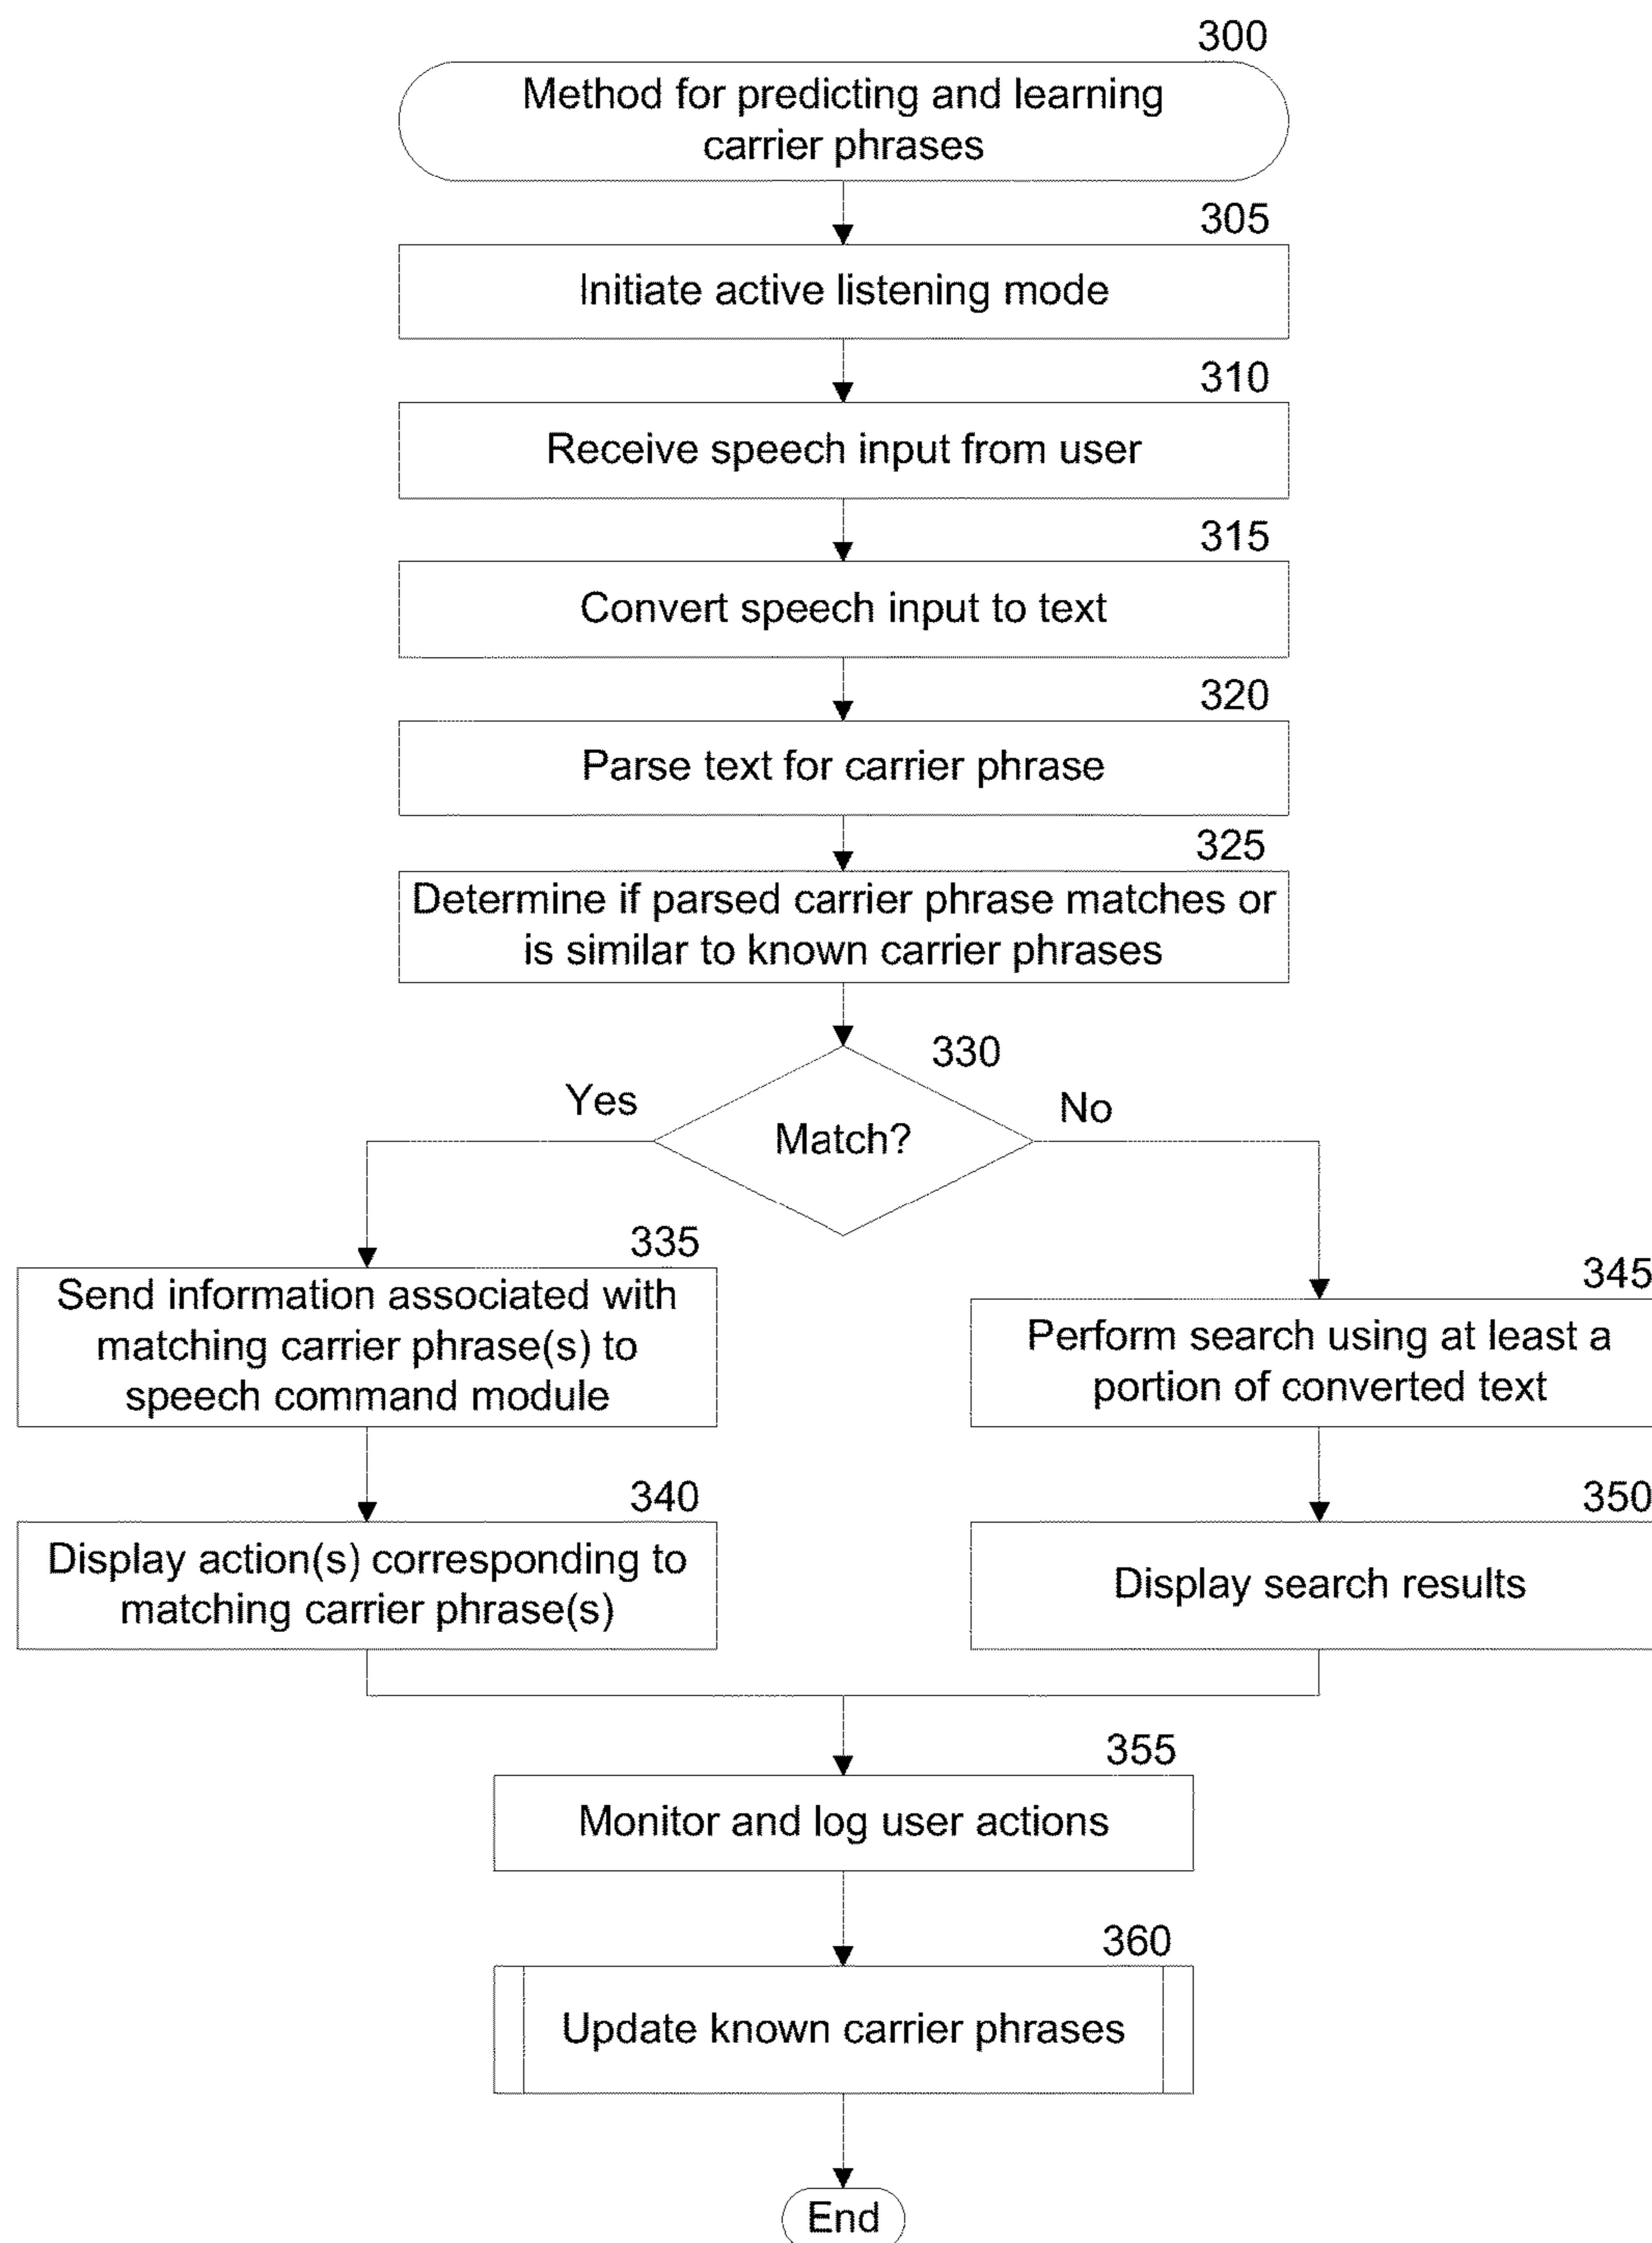 300
Method for predicting and learning
carrier phrases
305
Initiate active listening mode
310
Receive speech input from user
315
Convert speech input to text
320
Parse text for carrier phrase
325
Determine if parsed carrier phrase matches or
is similar to known carrier phrases
330
Yes
No
Match?
335
Send information associated with
matching carrier phrase(s) to
speech command module
345
Perform search using at least a
portion of converted text
340
Display action(s) corresponding to
matching carrier phrase(s)
350
Display search results
355
Monitor and log user actions
360
Update known carrier phrases
End